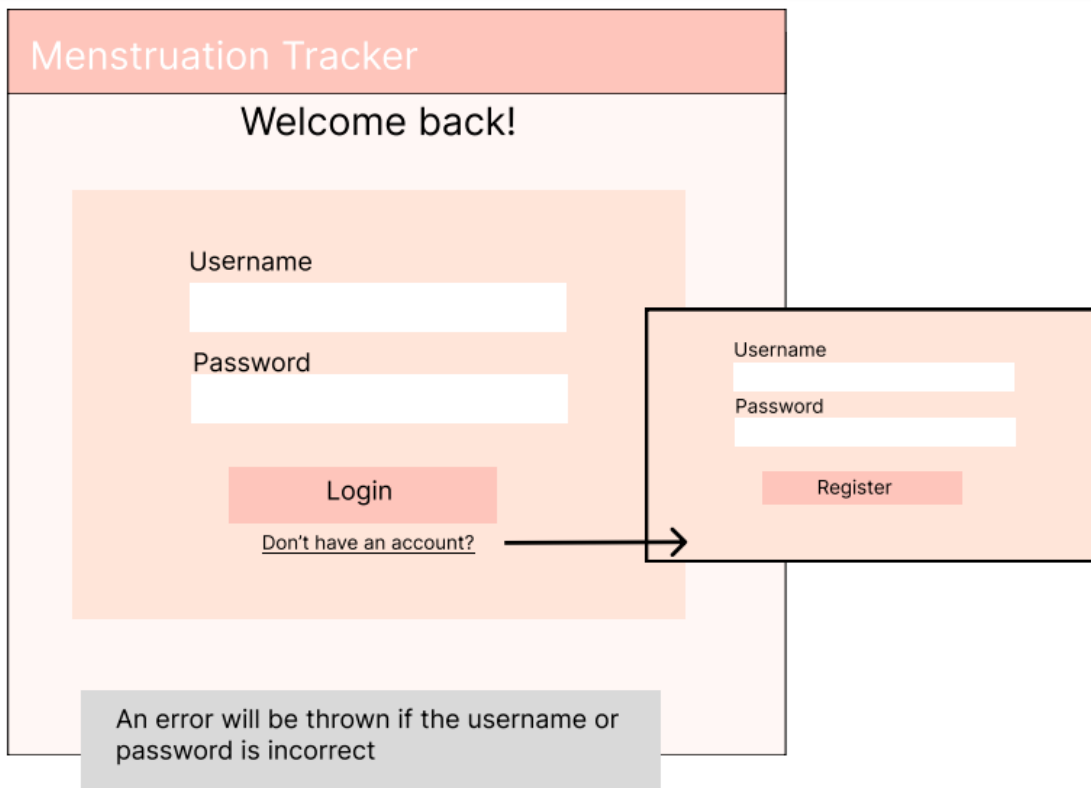 Menstruation Tracker
Welcome back!
Username
Password
Login
Don't have an account?
Username
Password
Register
An error will be thrown if the username or
password is incorrect